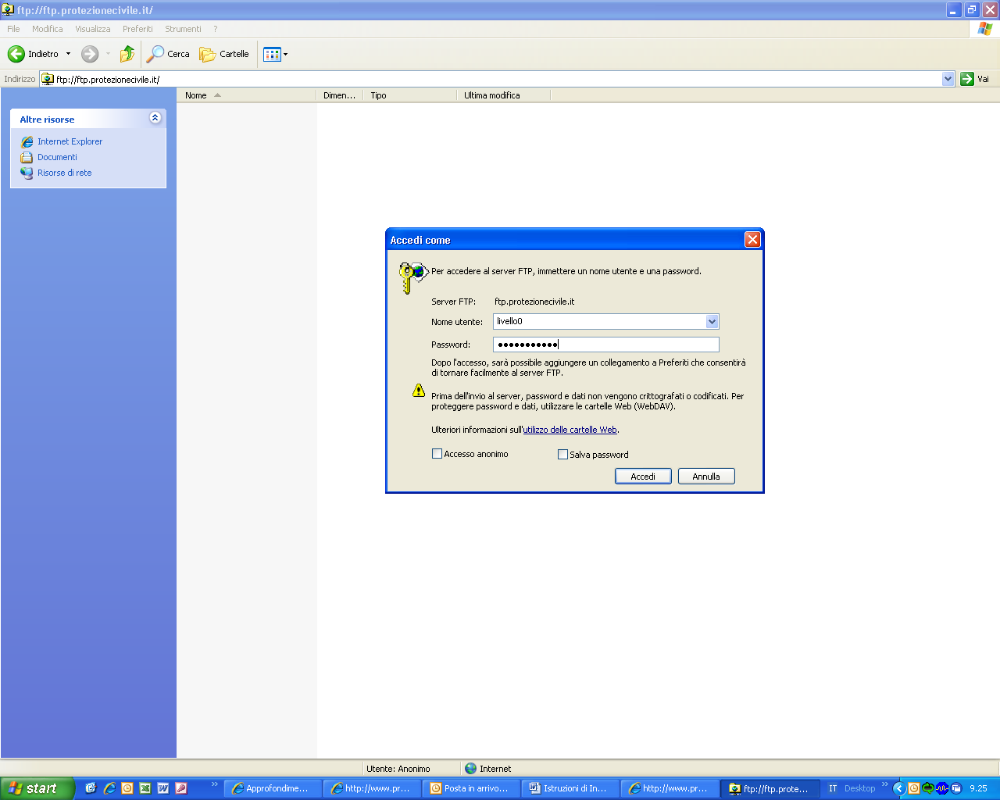 ftp://ftp.protezionecivile.it/
File Modifica Visualizza Preferiti Strumenti ?
Indietro Cerca Cartelle
Indirizzo ftp://ftp.protezionecivile.it/ Vai
Nome Dimen... Tipo Ultima modifica
Altre risorse
Internet Explorer
Documenti
Risorse di rete
Accedi come
Per accedere al server FTP, immettere un nome utente e una password.
Server FTP: ftp.protezionecivile.it
Nome utente: livello0
Password: ●●●●●●●●●●●
Dopo l'accesso, sarà possibile aggiungere un collegamento a Preferiti che consentirà
di tornare facilmente al server FTP.
Prima dell'invio al server, password e dati non vengono crittografati o codificati. Per
proteggere password e dati, utilizzare le cartelle Web (WebDAV).
Ulteriori informazioni sull'utilizzo delle cartelle Web.
Accesso anonimo Salva password
Accedi Annulla
Utente: Anonimo Internet
start Approfondime... http://www.pr... Posta in arrivo... Istruzioni di In... http://www.pr... ftp://ftp.prote... IT Desktop 9.25